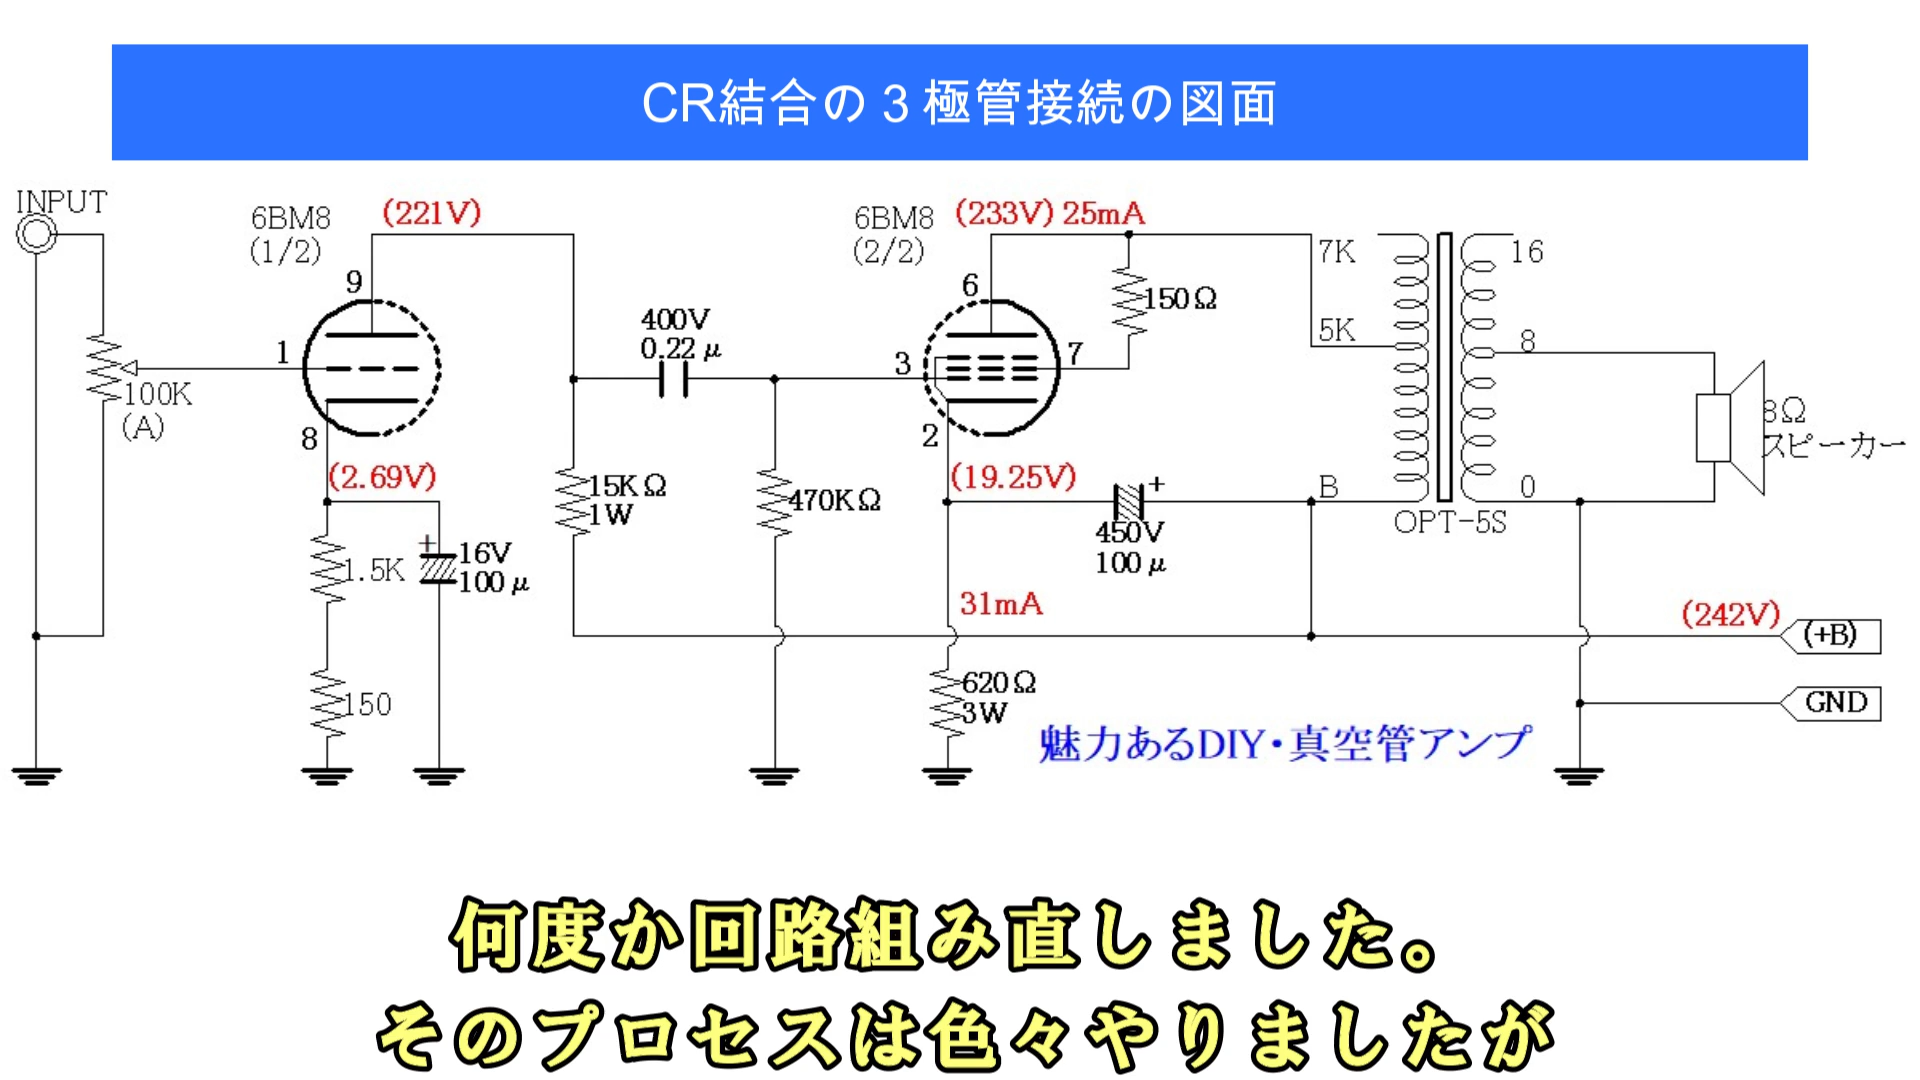 CR結合の３極管接続の図面
INPUT
6BM8
(1/2)
(221V)
6BM8
(2/2)
(233V) 25mA
9
1
8
100K
(A)
(2.69V)
1.5K
150
+
16V
100μ
400V
0.22μ
15KΩ
1W
470KΩ
6
3
7
2
150Ω
(19.25V)
+
450V
100μ
31mA
620Ω
3W
7K
5K
B
16
8
0
OPT-5S
8Ω
スピーカー
(242V)
(+B)
GND
魅力あるDIY・真空管アンプ
何度か回路組み直しました。
そのプロセスは色々やりましたが